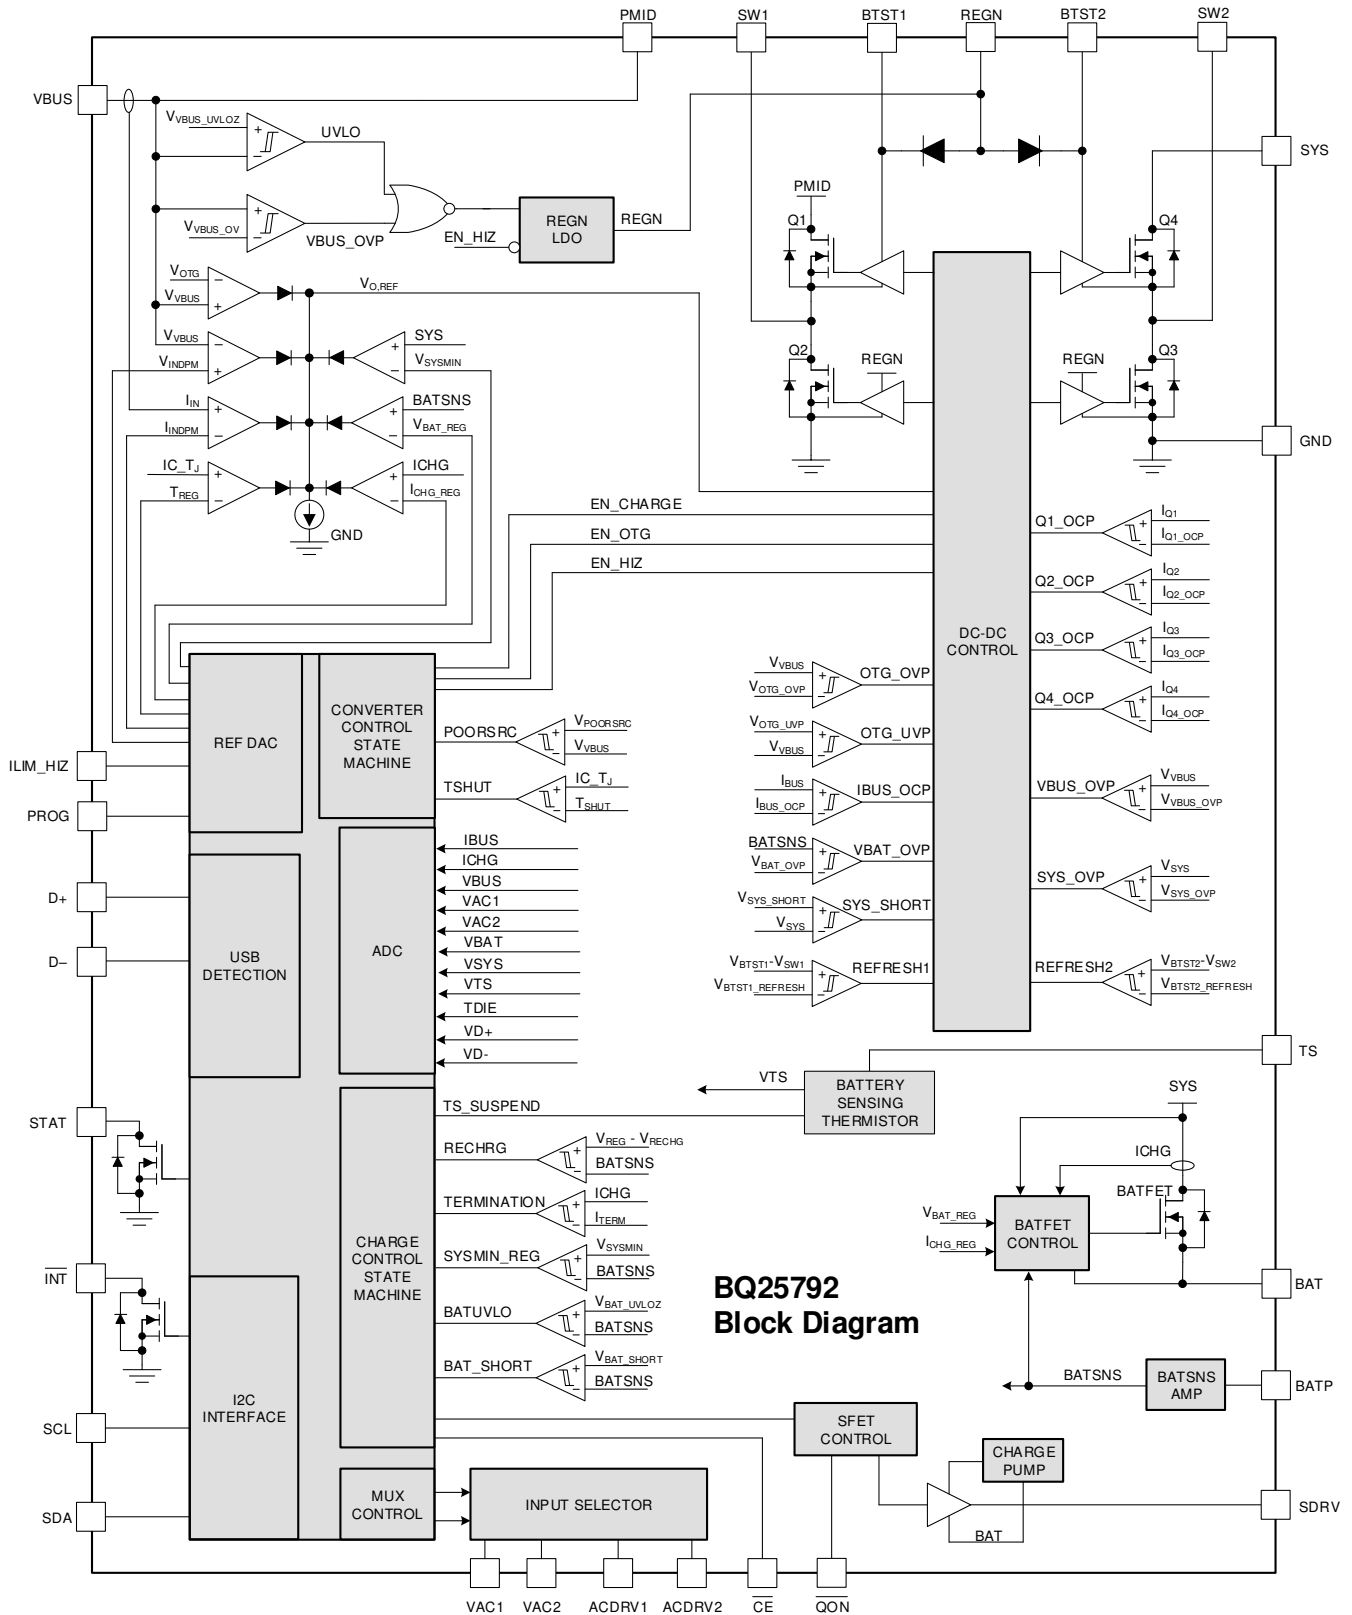 PMID
SW1
BTST1
REGN
BTST2
SW2
VBUS
V_VBUS_UVLOZ
+
−
UVLO
+
−
V_VBUS_OV
VBUS_OVP
EN_HIZ
REGN
LDO
REGN
SYS
PMID
Q1
Q4
V_OTG
−
V_VBUS
+
V_O,REF
V_VBUS
−
V_INDPM
+
SYS
+
V_SYSMIN
−
Q2
REGN
REGN
Q3
I_IN
+
I_INDPM
−
BATSNS
+
V_BAT_REG
−
GND
IC_T_J
+
T_REG
−
ICHG
+
I_CHG_REG
−
GND
EN_CHARGE
EN_OTG
EN_HIZ
DC-DC
CONTROL
Q1_OCP
+
−
I_Q1
I_Q1_OCP
Q2_OCP
+
−
I_Q2
I_Q2_OCP
Q3_OCP
+
−
I_Q3
I_Q3_OCP
Q4_OCP
+
−
I_Q4
I_Q4_OCP
V_VBUS
V_OTG_OVP
+
−
OTG_OVP
V_OTG_UVP
V_VBUS
+
−
OTG_UVP
I_BUS
I_BUS_OCP
+
−
IBUS_OCP
VBUS_OVP
+
−
V_VBUS
V_VBUS_OVP
BATSNS
V_BAT_OVP
+
−
VBAT_OVP
SYS_OVP
+
−
V_SYS
V_SYS_OVP
V_SYS_SHORT
V_SYS
+
−
SYS_SHORT
V_BTST1-V_SW1
V_BTST1_REFRESH
+
−
REFRESH1
REFRESH2
+
−
V_BTST2-V_SW2
V_BTST2_REFRESH
REF DAC
CONVERTER
CONTROL
STATE
MACHINE
POORSRC
+
−
V_POORSRC
V_VBUS
TSHUT
+
−
IC_T_J
T_SHUT
ILIM_HIZ
PROG
D+
D−
USB
DETECTION
ADC
IBUS
ICHG
VBUS
VAC1
VAC2
VBAT
VSYS
VTS
TDIE
VD+
VD-
TS
VTS
BATTERY
SENSING
THERMISTOR
TS_SUSPEND
STAT
INT
CHARGE
CONTROL
STATE
MACHINE
RECHRG
+
−
V_REG - V_RECHG
BATSNS
TERMINATION
+
−
ICHG
I_TERM
SYSMIN_REG
+
−
V_SYSMIN
BATSNS
BATUVLO
+
−
V_BAT_UVLOZ
BATSNS
BAT_SHORT
+
−
V_BAT_SHORT
BATSNS
SYS
ICHG
BATFET
V_BAT_REG
I_CHG_REG
BATFET
CONTROL
BAT
BQ25792
Block Diagram
BATSNS
BATSNS
AMP
BATP
I2C
INTERFACE
SCL
SDA
SFET
CONTROL
CHARGE
PUMP
BAT
SDRV
MUX
CONTROL
INPUT SELECTOR
VAC1
VAC2
ACDRV1
ACDRV2
CE
QON